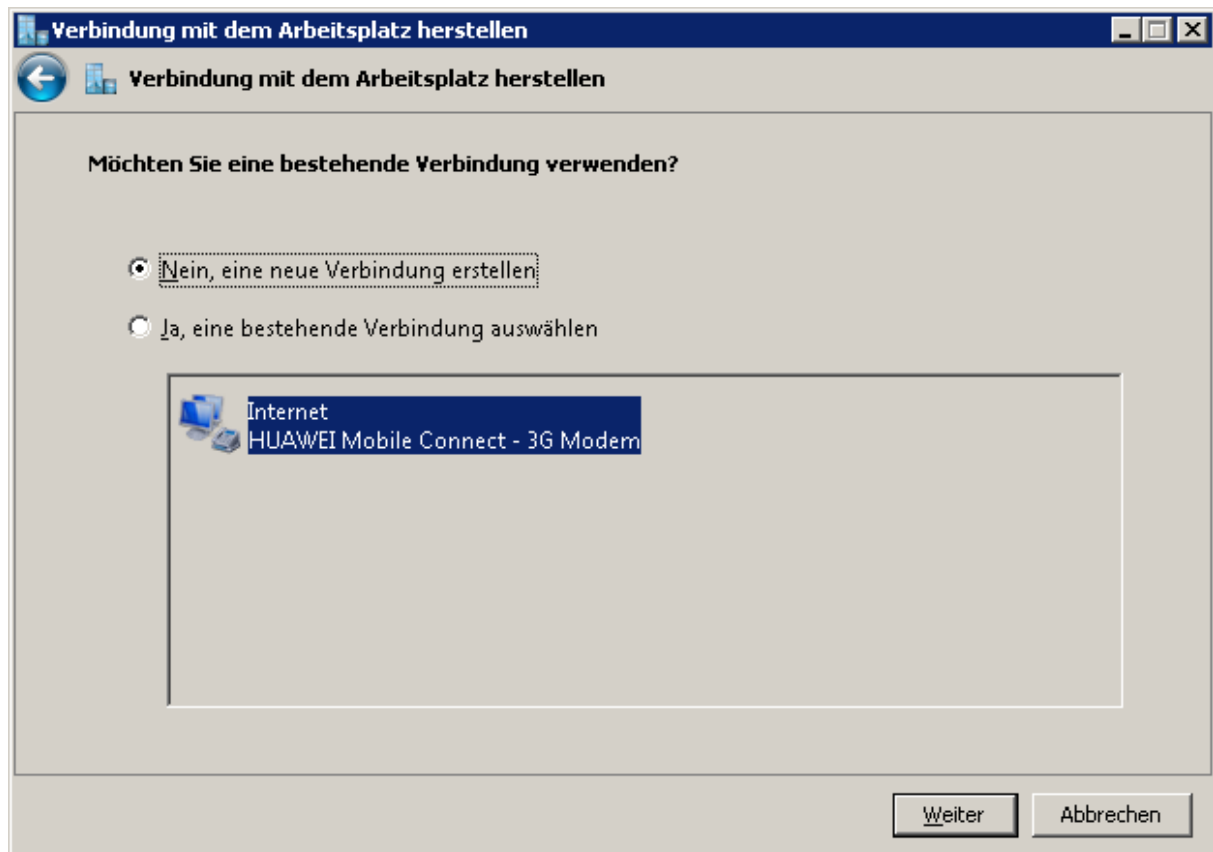 Verbindung mit dem Arbeitsplatz herstellen
Verbindung mit dem Arbeitsplatz herstellen
Möchten Sie eine bestehende Verbindung verwenden?
Nein, eine neue Verbindung erstellen
Ja, eine bestehende Verbindung auswählen
Internet
HUAWEI Mobile Connect - 3G Modem
Weiter
Abbrechen